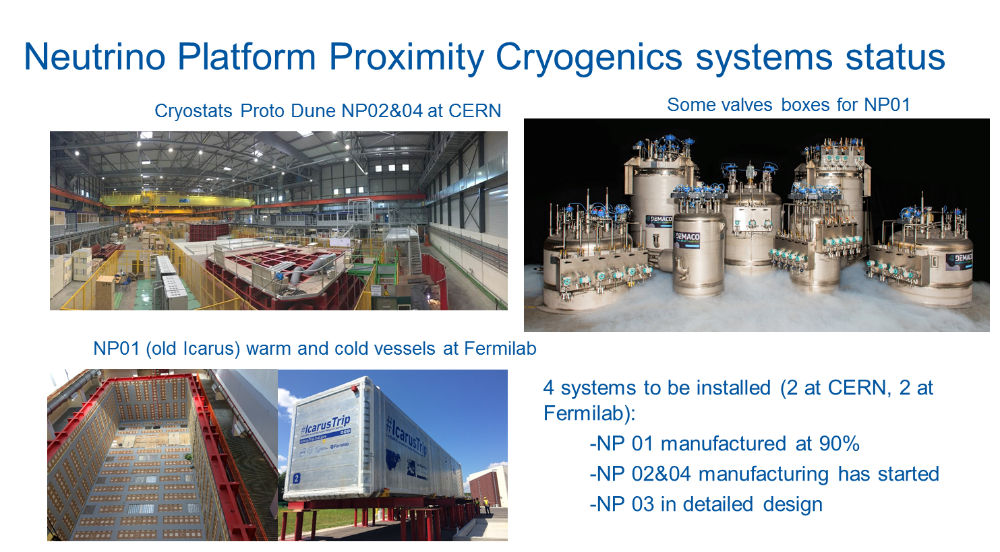 Neutrino Platform Proximity Cryogenics systems status
Cryostats Proto Dune NP02&04 at CERN
Some valves boxes for NP01
DEMACO
DEMACO
DEMACO
NP01 (old Icarus) warm and cold vessels at Fermilab
#IcarusTrip
IcarusTrip.fnal.gov
Fermilab
2
#IcarusTrip
4 systems to be installed (2 at CERN, 2 at
Fermilab):
-NP 01 manufactured at 90%
-NP 02&04 manufacturing has started
-NP 03 in detailed design